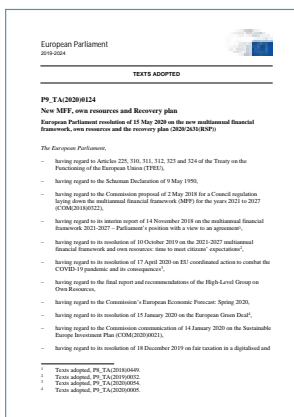 European Parliament
2019-2024
TEXTS ADOPTED
P9_TA(2020)0124
New MFF, own resources and Recovery plan
European Parliament resolution of 15 May 2020 on the new multiannual financial
framework, own resources and the recovery plan (2020/2631(RSP))
The European Parliament,
– having regard to Articles 225, 310, 311, 312, 323 and 324 of the Treaty on the
Functioning of the European Union (TFEU),
– having regard to the Schuman Declaration of 9 May 1950,
– having regard to the Commission proposal of 2 May 2018 for a Council regulation
laying down the multiannual financial framework (MFF) for the years 2021 to 2027
(COM(2018)0322),
– having regard to its interim report of 14 November 2018 on the multiannual financial
framework 2021-2027 – Parliament's position with a view to an agreement¹,
– having regard to its resolution of 10 October 2019 on the 2021-2027 multiannual
financial framework and own resources: time to meet citizens' expectations²,
– having regard to its resolution of 17 April 2020 on EU coordinated action to combat the
COVID-19 pandemic and its consequences³,
– having regard to the final report and recommendations of the High-Level Group on
Own Resources,
– having regard to the Commission's European Economic Forecast: Spring 2020,
– having regard to its resolution of 15 January 2020 on the European Green Deal⁴,
– having regard to the Commission communication of 14 January 2020 on the Sustainable
Europe Investment Plan (COM(2020)0021),
– having regard to its resolution of 18 December 2019 on fair taxation in a digitalised and
¹ Texts adopted, P8_TA(2018)0449.
² Texts adopted, P9_TA(2019)0032.
³ Texts adopted, P9_TA(2020)0054.
⁴ Texts adopted, P9_TA(2020)0005.